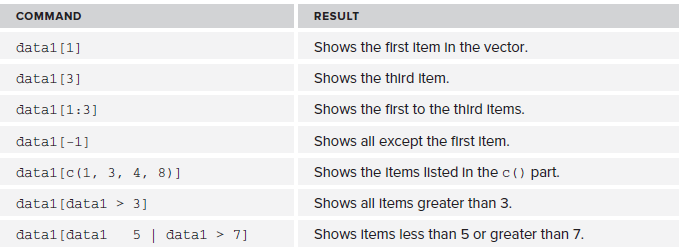 COMMAND RESULT
data1[1] Shows the first item in the vector.
data1[3] Shows the third item.
data1[1:3] Shows the first to the third items.
data1[-1] Shows all except the first item.
data1[c(1, 3, 4, 8)] Shows the items listed in the c() part.
data1[data1 > 3] Shows all items greater than 3.
data1[data1   5 | data1 > 7] Shows items less than 5 or greater than 7.